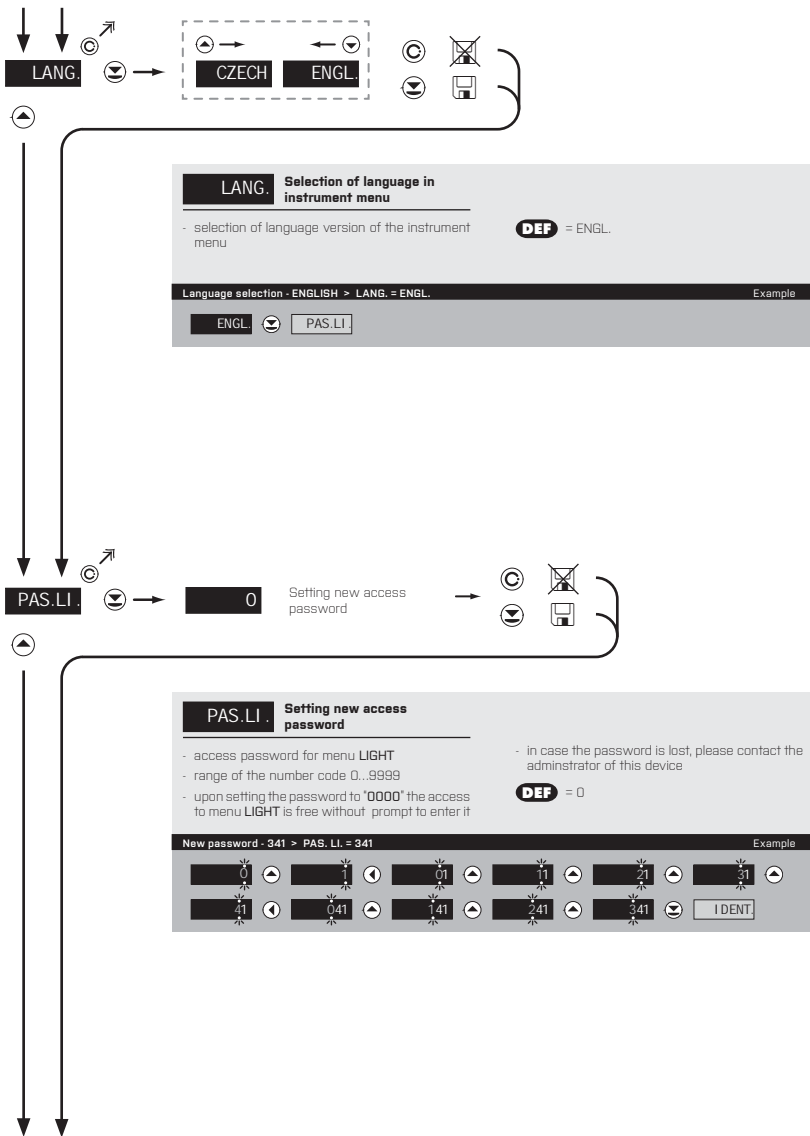 LANG.
CZECH ENGL.
LANG. Selection of language in
instrument menu
- selection of language version of the instrument
menu
DEF = ENGL.
Language selection - ENGLISH > LANG. = ENGL. Example
ENGL. PAS.LI.
PAS.LI. 0 Setting new access
password
PAS.LI. Setting new access
password
- access password for menu LIGHT
- range of the number code 0...9999
- upon setting the password to "0000" the access
to menu LIGHT is free without prompt to enter it
- in case the password is lost, please contact the
adminstrator of this device
DEF = 0
New password - 341 > PAS. LI. = 341 Example
0 1 01 11 21 31
41 041 141 241 341 IDENT.